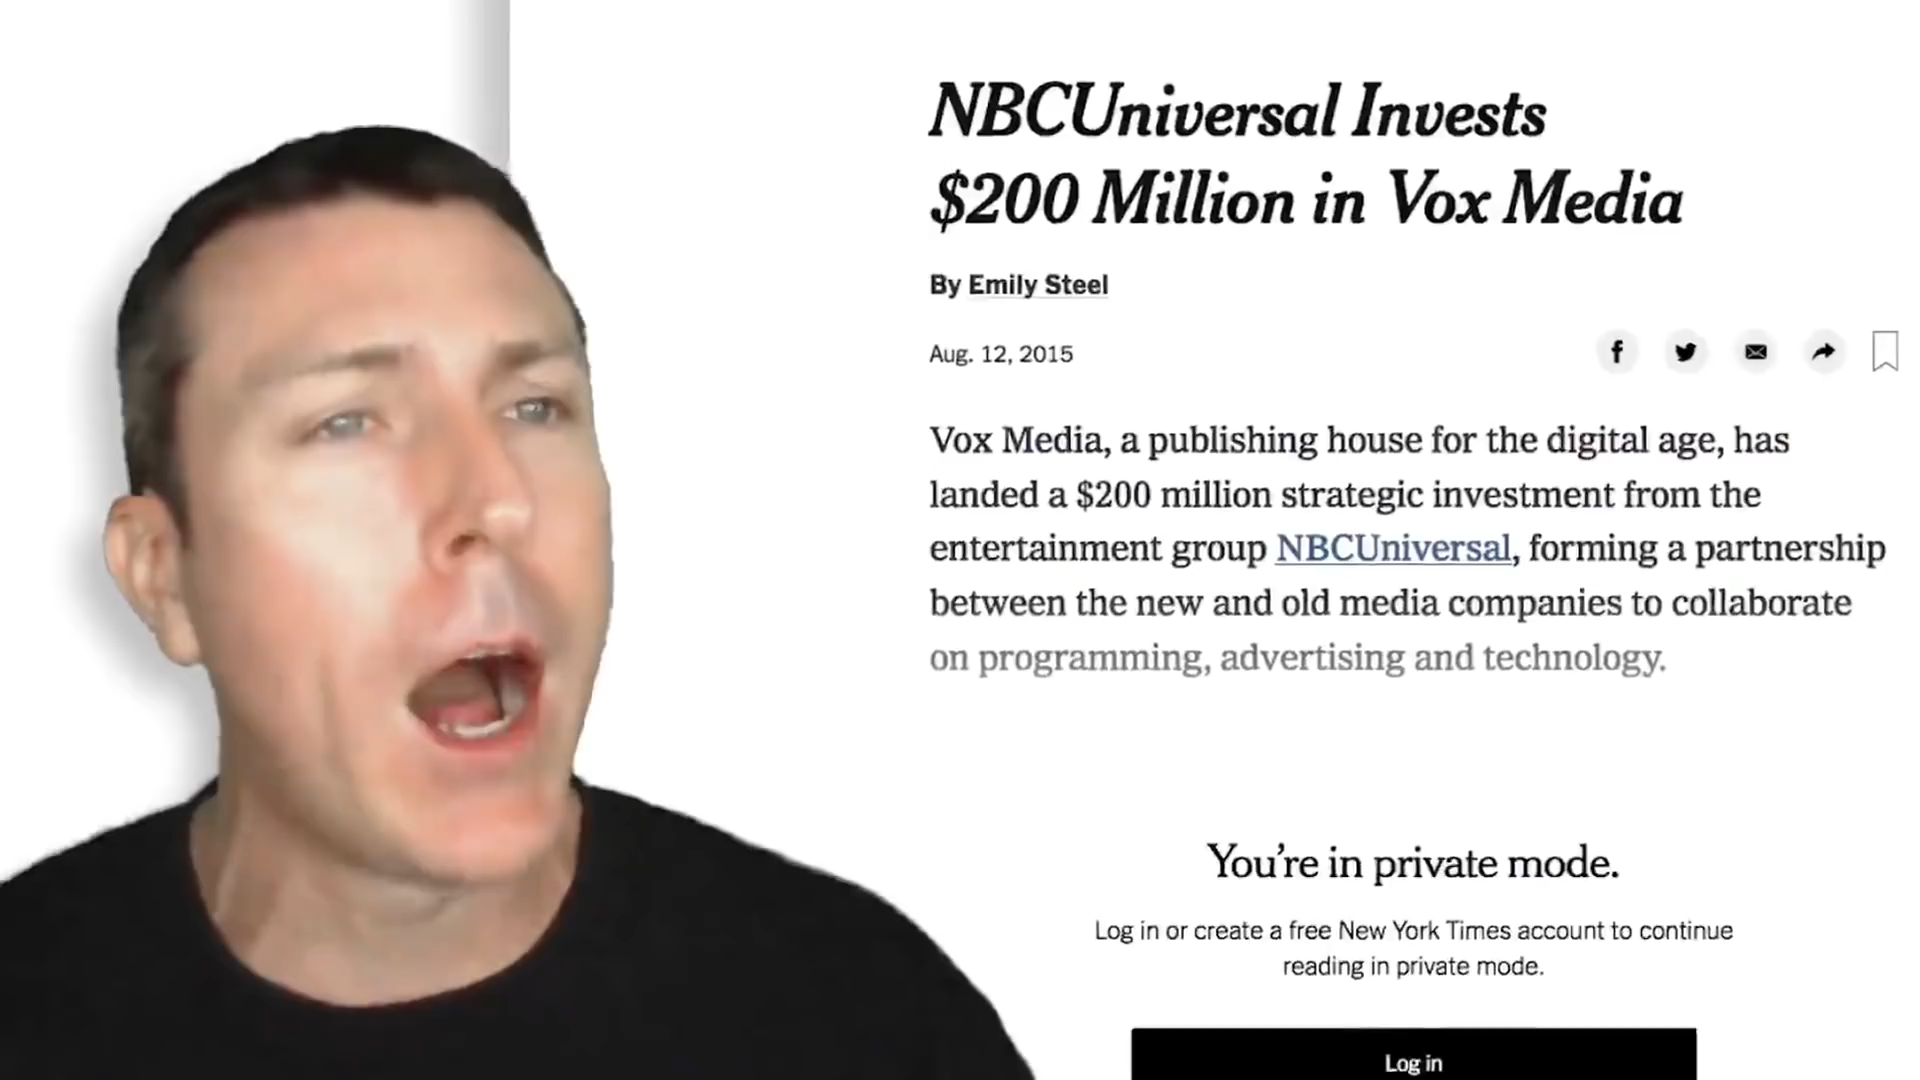 NBCUniversal Invests
$200 Million in Vox Media
By Emily Steel
Aug. 12, 2015
Vox Media, a publishing house for the digital age, has
landed a $200 million strategic investment from the
entertainment group NBCUniversal, forming a partnership
between the new and old media companies to collaborate
on programming, advertising and technology.
You’re in private mode.
Log in or create a free New York Times account to continue
reading in private mode.
Log in